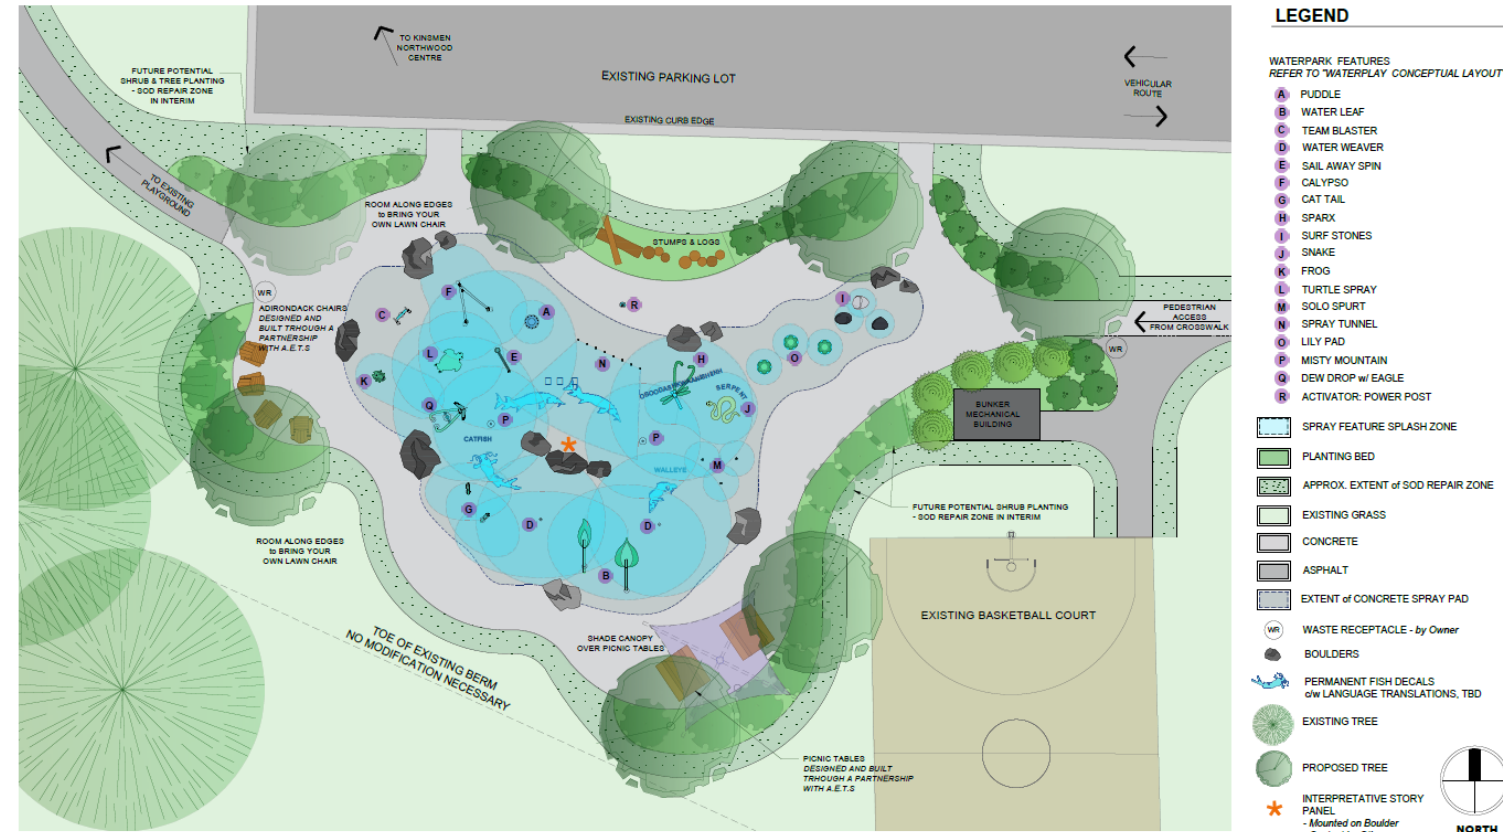 TO KINSMEN
NORTHWOOD
CENTRE
EXISTING PARKING LOT
VEHICULAR
ROUTE
EXISTING CURB EDGE
FUTURE POTENTIAL
SHRUB & TREE PLANTING
- SOD REPAIR ZONE
IN INTERIM
TO EXISTING
PLAYGROUND
ROOM ALONG EDGES
to BRING YOUR
OWN LAWN CHAIR
STUMPS & LOGS
WR
ADIRONDACK CHAIRS
DESIGNED AND
BUILT TRHOUGH A
PARTNERSHIP
WITH A.E.T.S
F
C
A
R
I
L
E
N
H
O
K
Q
P
SERPENT
J
CATFISH
P
WALLEYE
M
G
D
D
B
PEDESTRIAN
ACCESS
FROM CROSSWALK
WR
BUNKER
MECHANICAL
BUILDING
FUTURE POTENTIAL SHRUB PLANTING
- SOD REPAIR ZONE IN INTERIM
ROOM ALONG EDGES
to BRING YOUR
OWN LAWN CHAIR
TOE OF EXISTING BERM
NO MODIFICATION NECESSARY
SHADE CANOPY
OVER PICNIC TABLES
EXISTING BASKETBALL COURT
PICNIC TABLES
DESIGNED AND BUILT
TRHOUGH A PARTNERSHIP
WITH A.E.T.S
LEGEND
WATERPARK FEATURES
REFER TO "WATERPLAY CONCEPTUAL LAYOUT"
A PUDDLE
B WATER LEAF
C TEAM BLASTER
D WATER WEAVER
E SAIL AWAY SPIN
F CALYPSO
G CAT TAIL
H SPARX
I SURF STONES
J SNAKE
K FROG
L TURTLE SPRAY
M SOLO SPURT
N SPRAY TUNNEL
O LILY PAD
P MISTY MOUNTAIN
Q DEW DROP w/ EAGLE
R ACTIVATOR: POWER POST
SPRAY FEATURE SPLASH ZONE
PLANTING BED
APPROX. EXTENT of SOD REPAIR ZONE
EXISTING GRASS
CONCRETE
ASPHALT
EXTENT of CONCRETE SPRAY PAD
WR WASTE RECEPTACLE - by Owner
BOULDERS
PERMANENT FISH DECALS
c/w LANGUAGE TRANSLATIONS, TBD
EXISTING TREE
PROPOSED TREE
INTERPRETATIVE STORY
PANEL
- Mounted on Boulder
NORTH